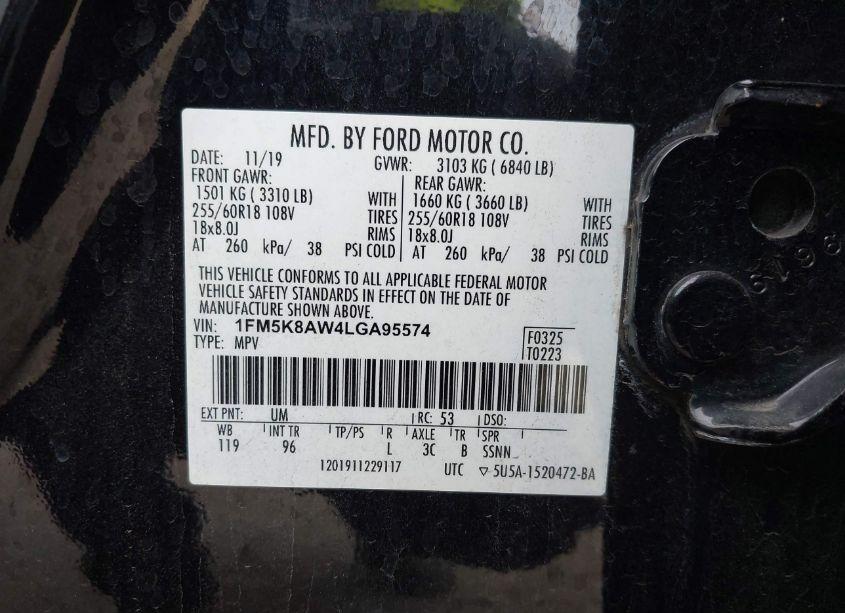 MFD. BY FORD MOTOR CO.
DATE: 11/19 GVWR: 3103 KG ( 6840 LB)
FRONT GAWR: REAR GAWR:
1501 KG ( 3310 LB) WITH 1660 KG ( 3660 LB) WITH
255/60R18 108V TIRES 255/60R18 108V TIRES
18x8.0J RIMS 18x8.0J RIMS
AT 260 kPa/ 38 PSI COLD AT 260 kPa/ 38 PSI COLD
THIS VEHICLE CONFORMS TO ALL APPLICABLE FEDERAL MOTOR
VEHICLE SAFETY STANDARDS IN EFFECT ON THE DATE OF
MANUFACTURE SHOWN ABOVE.
VIN: 1FM5K8AW4LGA95574 F0325
TYPE: MPV T0223
EXT PNT: UM RC: 53 DSO:
WB INT TR TP/PS R AXLE TR SPR
119 96 L 3C B SSNN
1201911229117 UTC ▽ 5U5A-1520472-BA